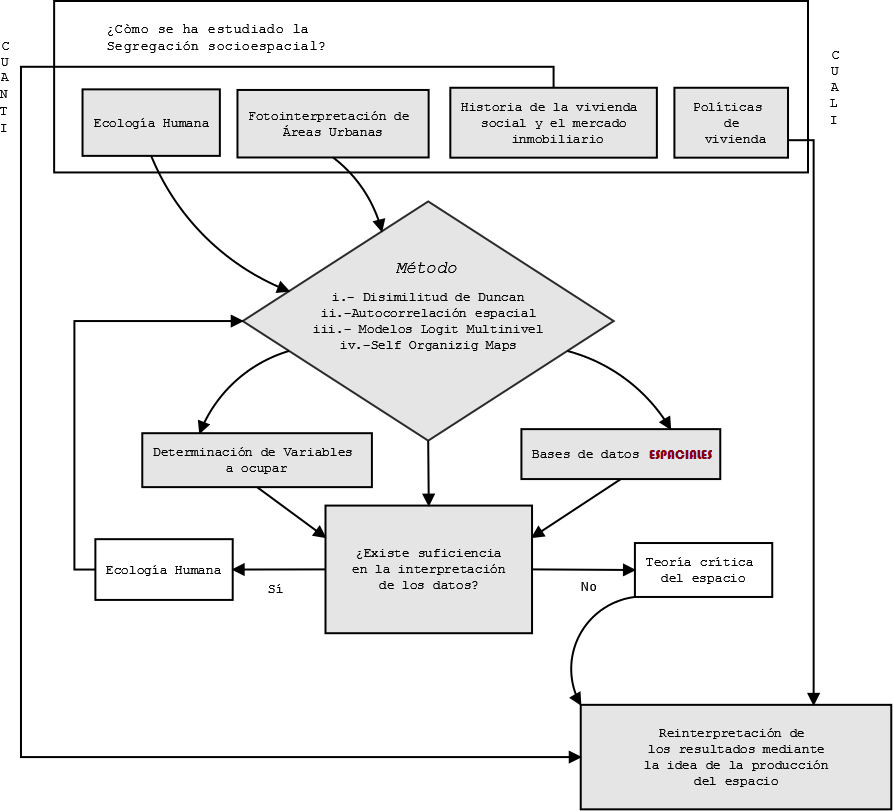 ¿Còmo se ha estudiado la
Segregación socioespacial?
CUANTI
CUALI
Ecología Humana
Fotointerpretación de
Áreas Urbanas
Historia de la vivienda
social y el mercado
inmobiliario
Políticas
de
vivienda
Método
i.- Disimilitud de Duncan
ii.-Autocorrelación espacial
iii.- Modelos Logit Multinivel
iv.-Self Organizig Maps
Determinación de Variables
a ocupar
Bases de datos ESPACIALES
¿Existe suficiencia
en la interpretación
de los datos?
Ecología Humana
Sí
No
Teoría crítica
del espacio
Reinterpretación de
los resultados mediante
la idea de la producción
del espacio